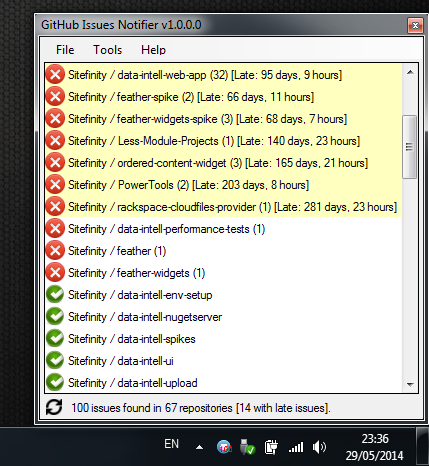 GitHub Issues Notifier v1.0.0.0
File Tools Help
Sitefinity / data-intell-web-app (32) [Late: 95 days, 9 hours]
Sitefinity / feather-spike (2) [Late: 66 days, 11 hours]
Sitefinity / feather-widgets-spike (3) [Late: 68 days, 7 hours]
Sitefinity / Less-Module-Projects (1) [Late: 140 days, 23 hours]
Sitefinity / ordered-content-widget (3) [Late: 165 days, 21 hours]
Sitefinity / PowerTools (2) [Late: 203 days, 8 hours]
Sitefinity / rackspace-cloudfiles-provider (1) [Late: 281 days, 23 hours]
Sitefinity / data-intell-performance-tests (1)
Sitefinity / feather (1)
Sitefinity / feather-widgets (1)
Sitefinity / data-intell-env-setup
Sitefinity / data-intell-nugetserver
Sitefinity / data-intell-spikes
Sitefinity / data-intell-ui
Sitefinity / data-intell-upload
100 issues found in 67 repositories [14 with late issues].
EN
23:36
29/05/2014